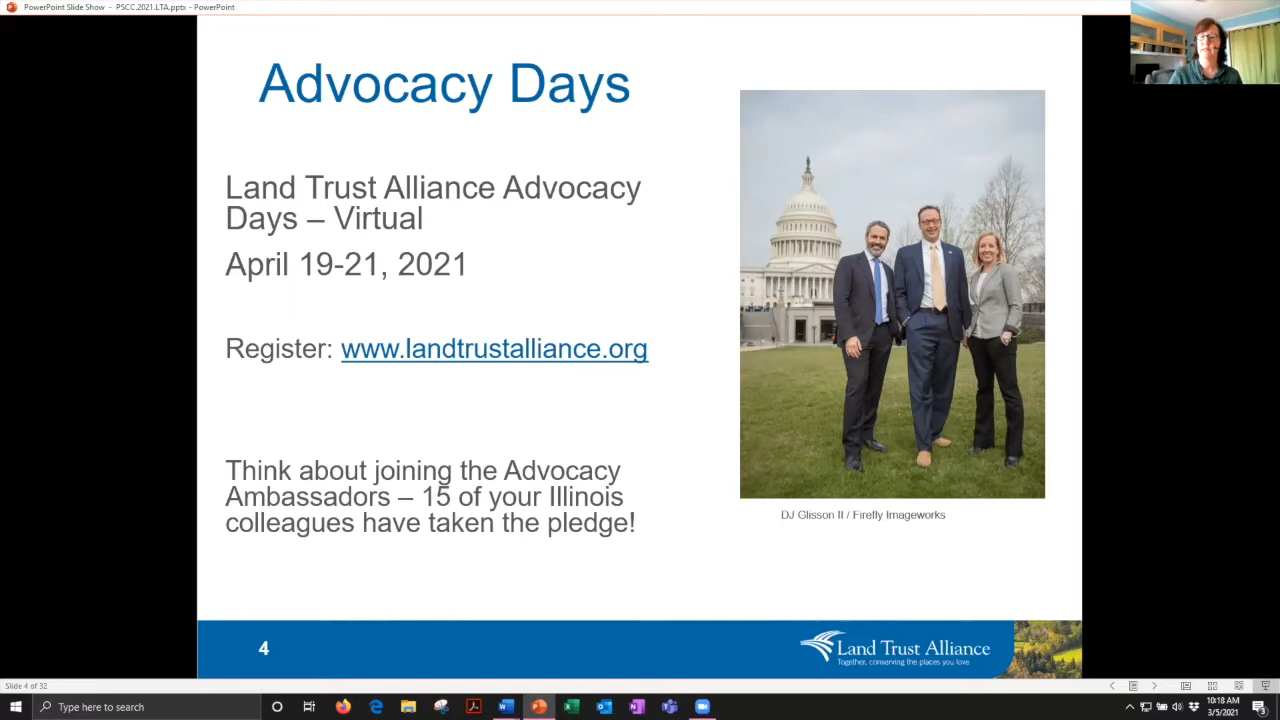 PowerPoint Slide Show - PSCC.2021.LTA.pptx - PowerPoint
Advocacy Days
Land Trust Alliance Advocacy
Days – Virtual
April 19-21, 2021
Register: www.landtrustalliance.org
Think about joining the Advocacy
Ambassadors – 15 of your Illinois
colleagues have taken the pledge!
DJ Glisson II / Firefly Imageworks
4
Land Trust Alliance
Together, conserving the places you love
Slide 4 of 32
Type here to search
10:18 AM
3/5/2021